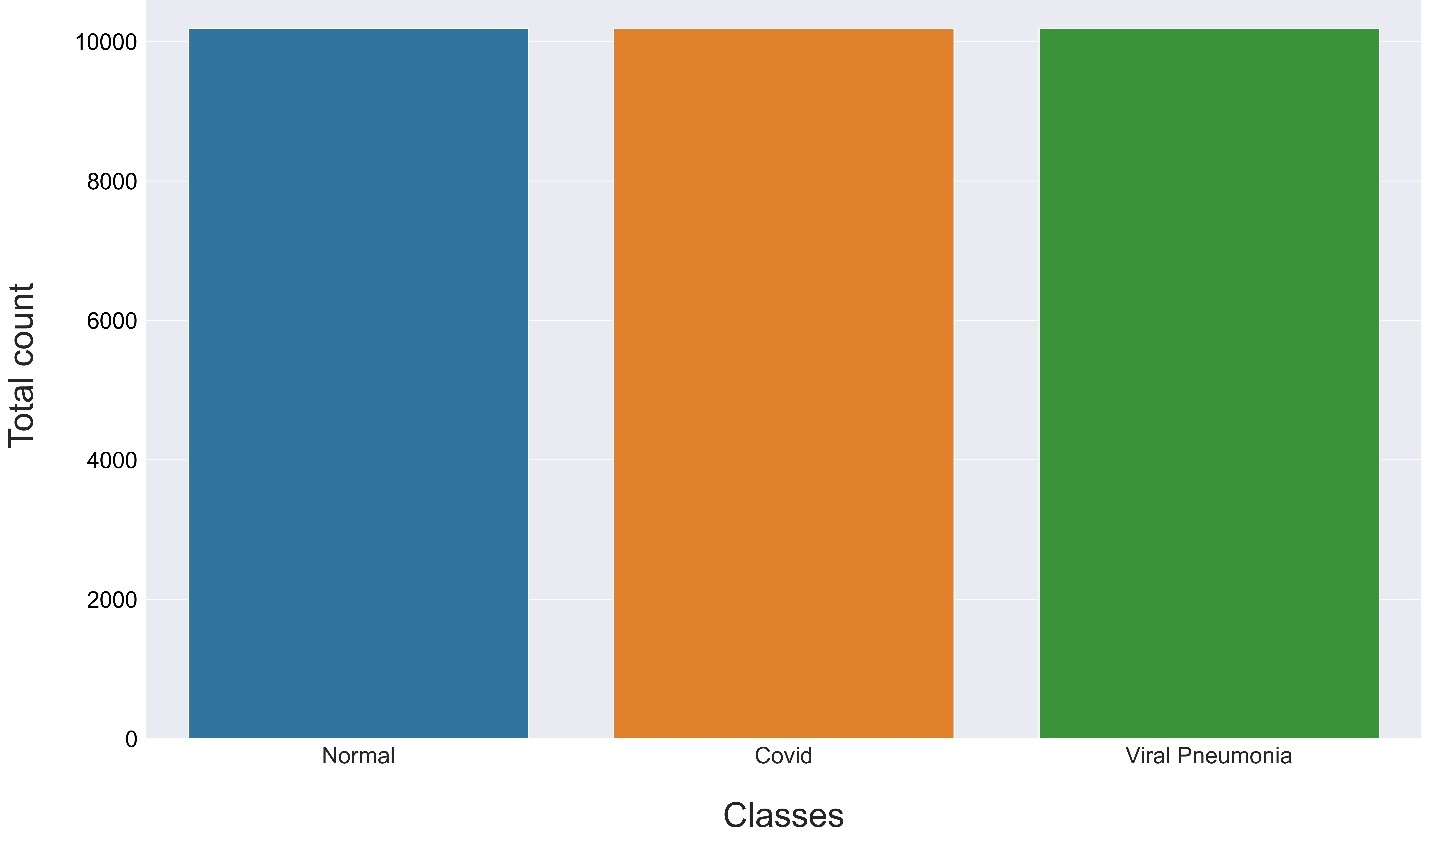 Total count
10000
8000
6000
4000
2000
0
Normal
Covid
Viral Pneumonia
Classes